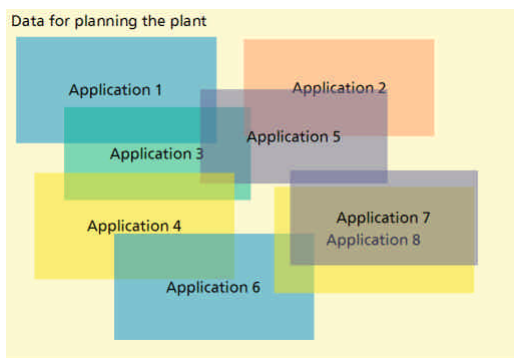 Data for planning the plant
Application 1
Application 2
Application 5
Application 3
Application 4
Application 7
Application 8
Application 6